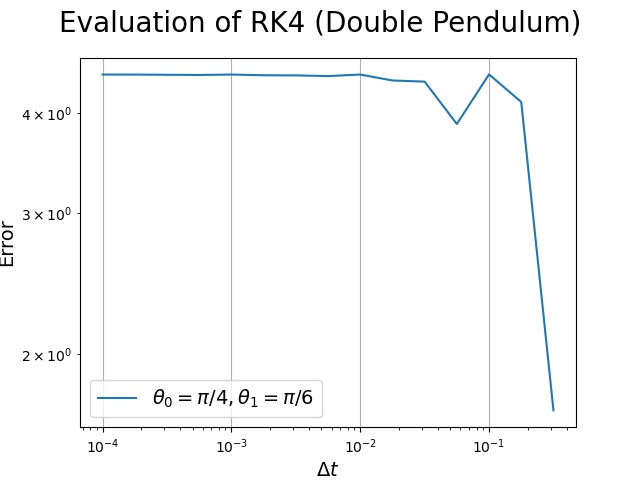 Evaluation of RK4 (Double Pendulum)
Error
4 × 10⁰
3 × 10⁰
2 × 10⁰
θ₀ = π/4, θ₁ = π/6
10⁻⁴
10⁻³
10⁻²
10⁻¹
Δt